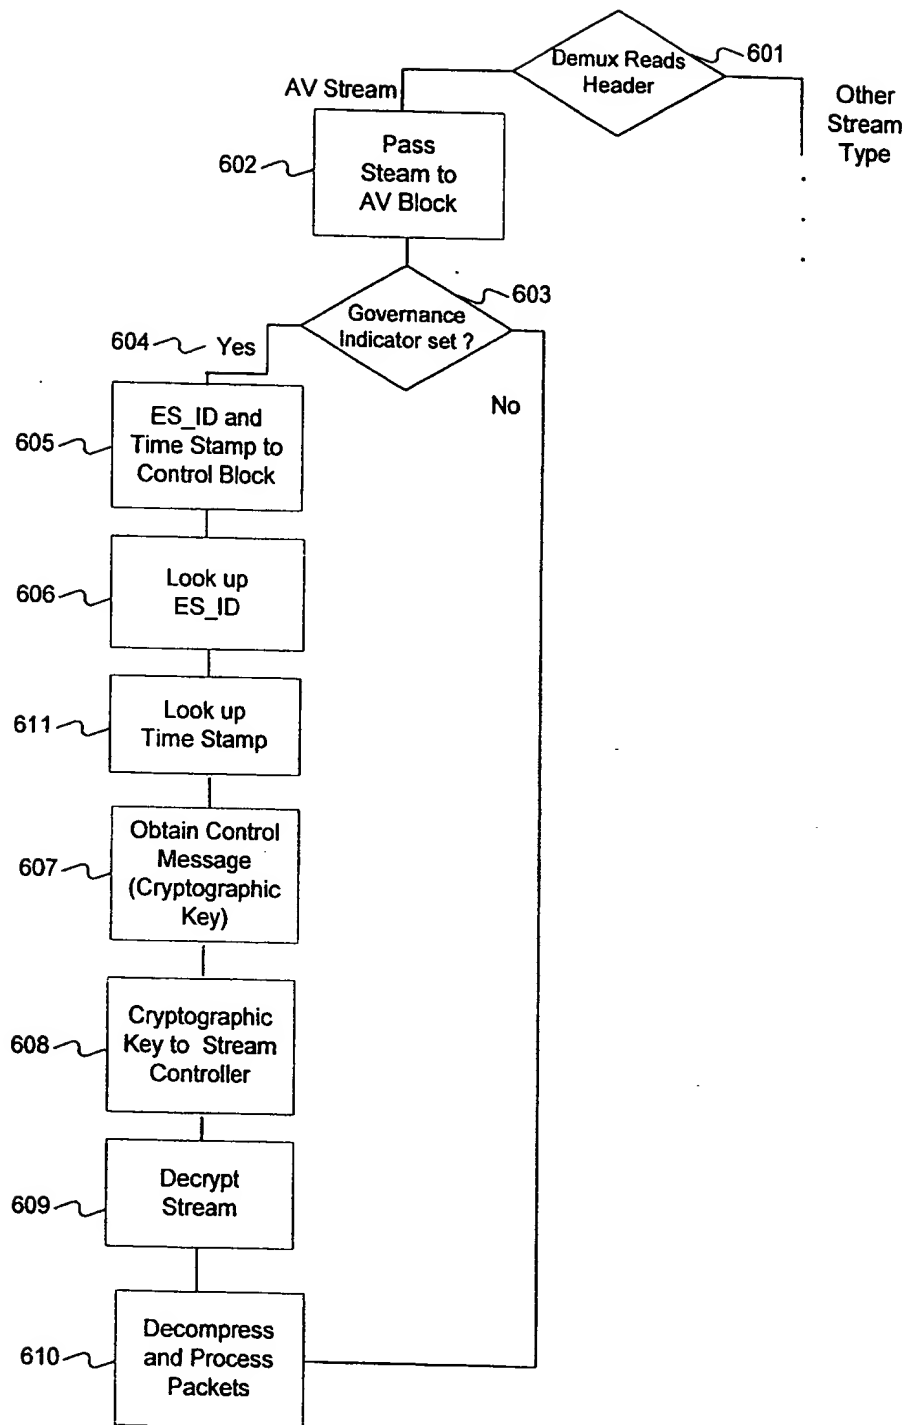 Demux Reads
Header
601
AV Stream
Other
Stream
Type
Pass
Steam to
AV Block
602
Governance
Indicator set ?
603
604
Yes
No
ES_ID and
Time Stamp to
Control Block
605
Look up
ES_ID
606
Look up
Time Stamp
611
Obtain Control
Message
(Cryptographic
Key)
607
Cryptographic
Key to Stream
Controller
608
Decrypt
Stream
609
Decompress
and Process
Packets
610